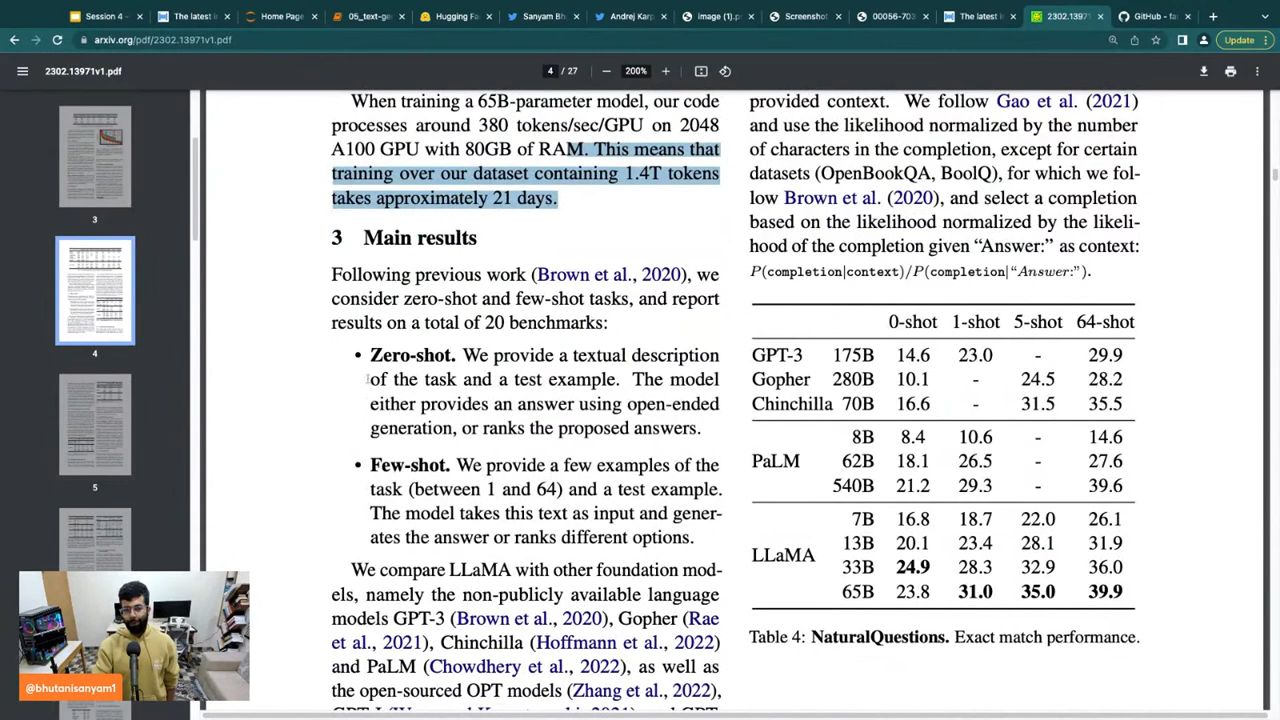 Session 4 -
The latest i
Home Page
05_text-ge
Hugging Fa
Sanyam Bh
Andrej Karp
image (1).p
Screenshot
00056-703
The latest i
2302.13971
GitHub - fa
arxiv.org/pdf/2302.13971v1.pdf
Update
2302.13971v1.pdf
4 / 27
200%
3
4
5
When training a 65B-parameter model, our code
processes around 380 tokens/sec/GPU on 2048
A100 GPU with 80GB of RAM. This means that
training over our dataset containing 1.4T tokens
takes approximately 21 days.
3 Main results
Following previous work (Brown et al., 2020), we
consider zero-shot and few-shot tasks, and report
results on a total of 20 benchmarks:
• Zero-shot. We provide a textual description
of the task and a test example. The model
either provides an answer using open-ended
generation, or ranks the proposed answers.
• Few-shot. We provide a few examples of the
task (between 1 and 64) and a test example.
The model takes this text as input and gener-
ates the answer or ranks different options.
We compare LLaMA with other foundation mod-
els, namely the non-publicly available language
models GPT-3 (Brown et al., 2020), Gopher (Rae
et al., 2021), Chinchilla (Hoffmann et al., 2022)
and PaLM (Chowdhery et al., 2022), as well as
the open-sourced OPT models (Zhang et al., 2022),
provided context. We follow Gao et al. (2021)
and use the likelihood normalized by the number
of characters in the completion, except for certain
datasets (OpenBookQA, BoolQ), for which we fol-
low Brown et al. (2020), and select a completion
based on the likelihood normalized by the likeli-
hood of the completion given “Answer:” as context:
P(completion|context)/P(completion|“Answer:”).
0-shot 1-shot 5-shot 64-shot
GPT-3 175B 14.6 23.0 - 29.9
Gopher 280B 10.1 - 24.5 28.2
Chinchilla 70B 16.6 - 31.5 35.5
8B 8.4 10.6 - 14.6
PaLM 62B 18.1 26.5 - 27.6
540B 21.2 29.3 - 39.6
7B 16.8 18.7 22.0 26.1
13B 20.1 23.4 28.1 31.9
LLaMA
33B 24.9 28.3 32.9 36.0
65B 23.8 31.0 35.0 39.9
Table 4: NaturalQuestions. Exact match performance.
@bhutanisanyam1